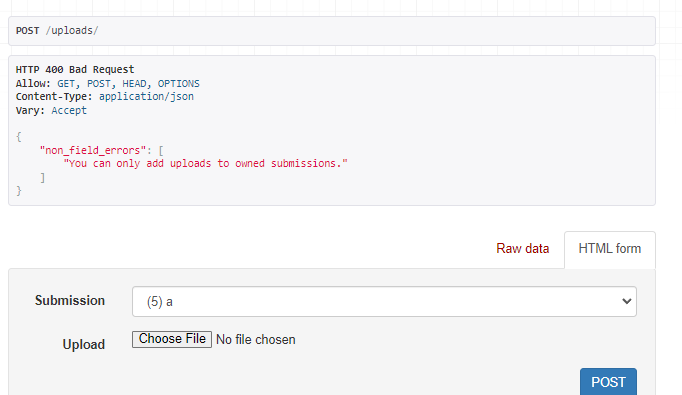 POST /uploads/
HTTP 400 Bad Request
Allow: GET, POST, HEAD, OPTIONS
Content-Type: application/json
Vary: Accept
{
"non_field_errors": [
"You can only add uploads to owned submissions."
]
}
Raw data HTML form
Submission (5) a
Upload Choose File No file chosen
POST